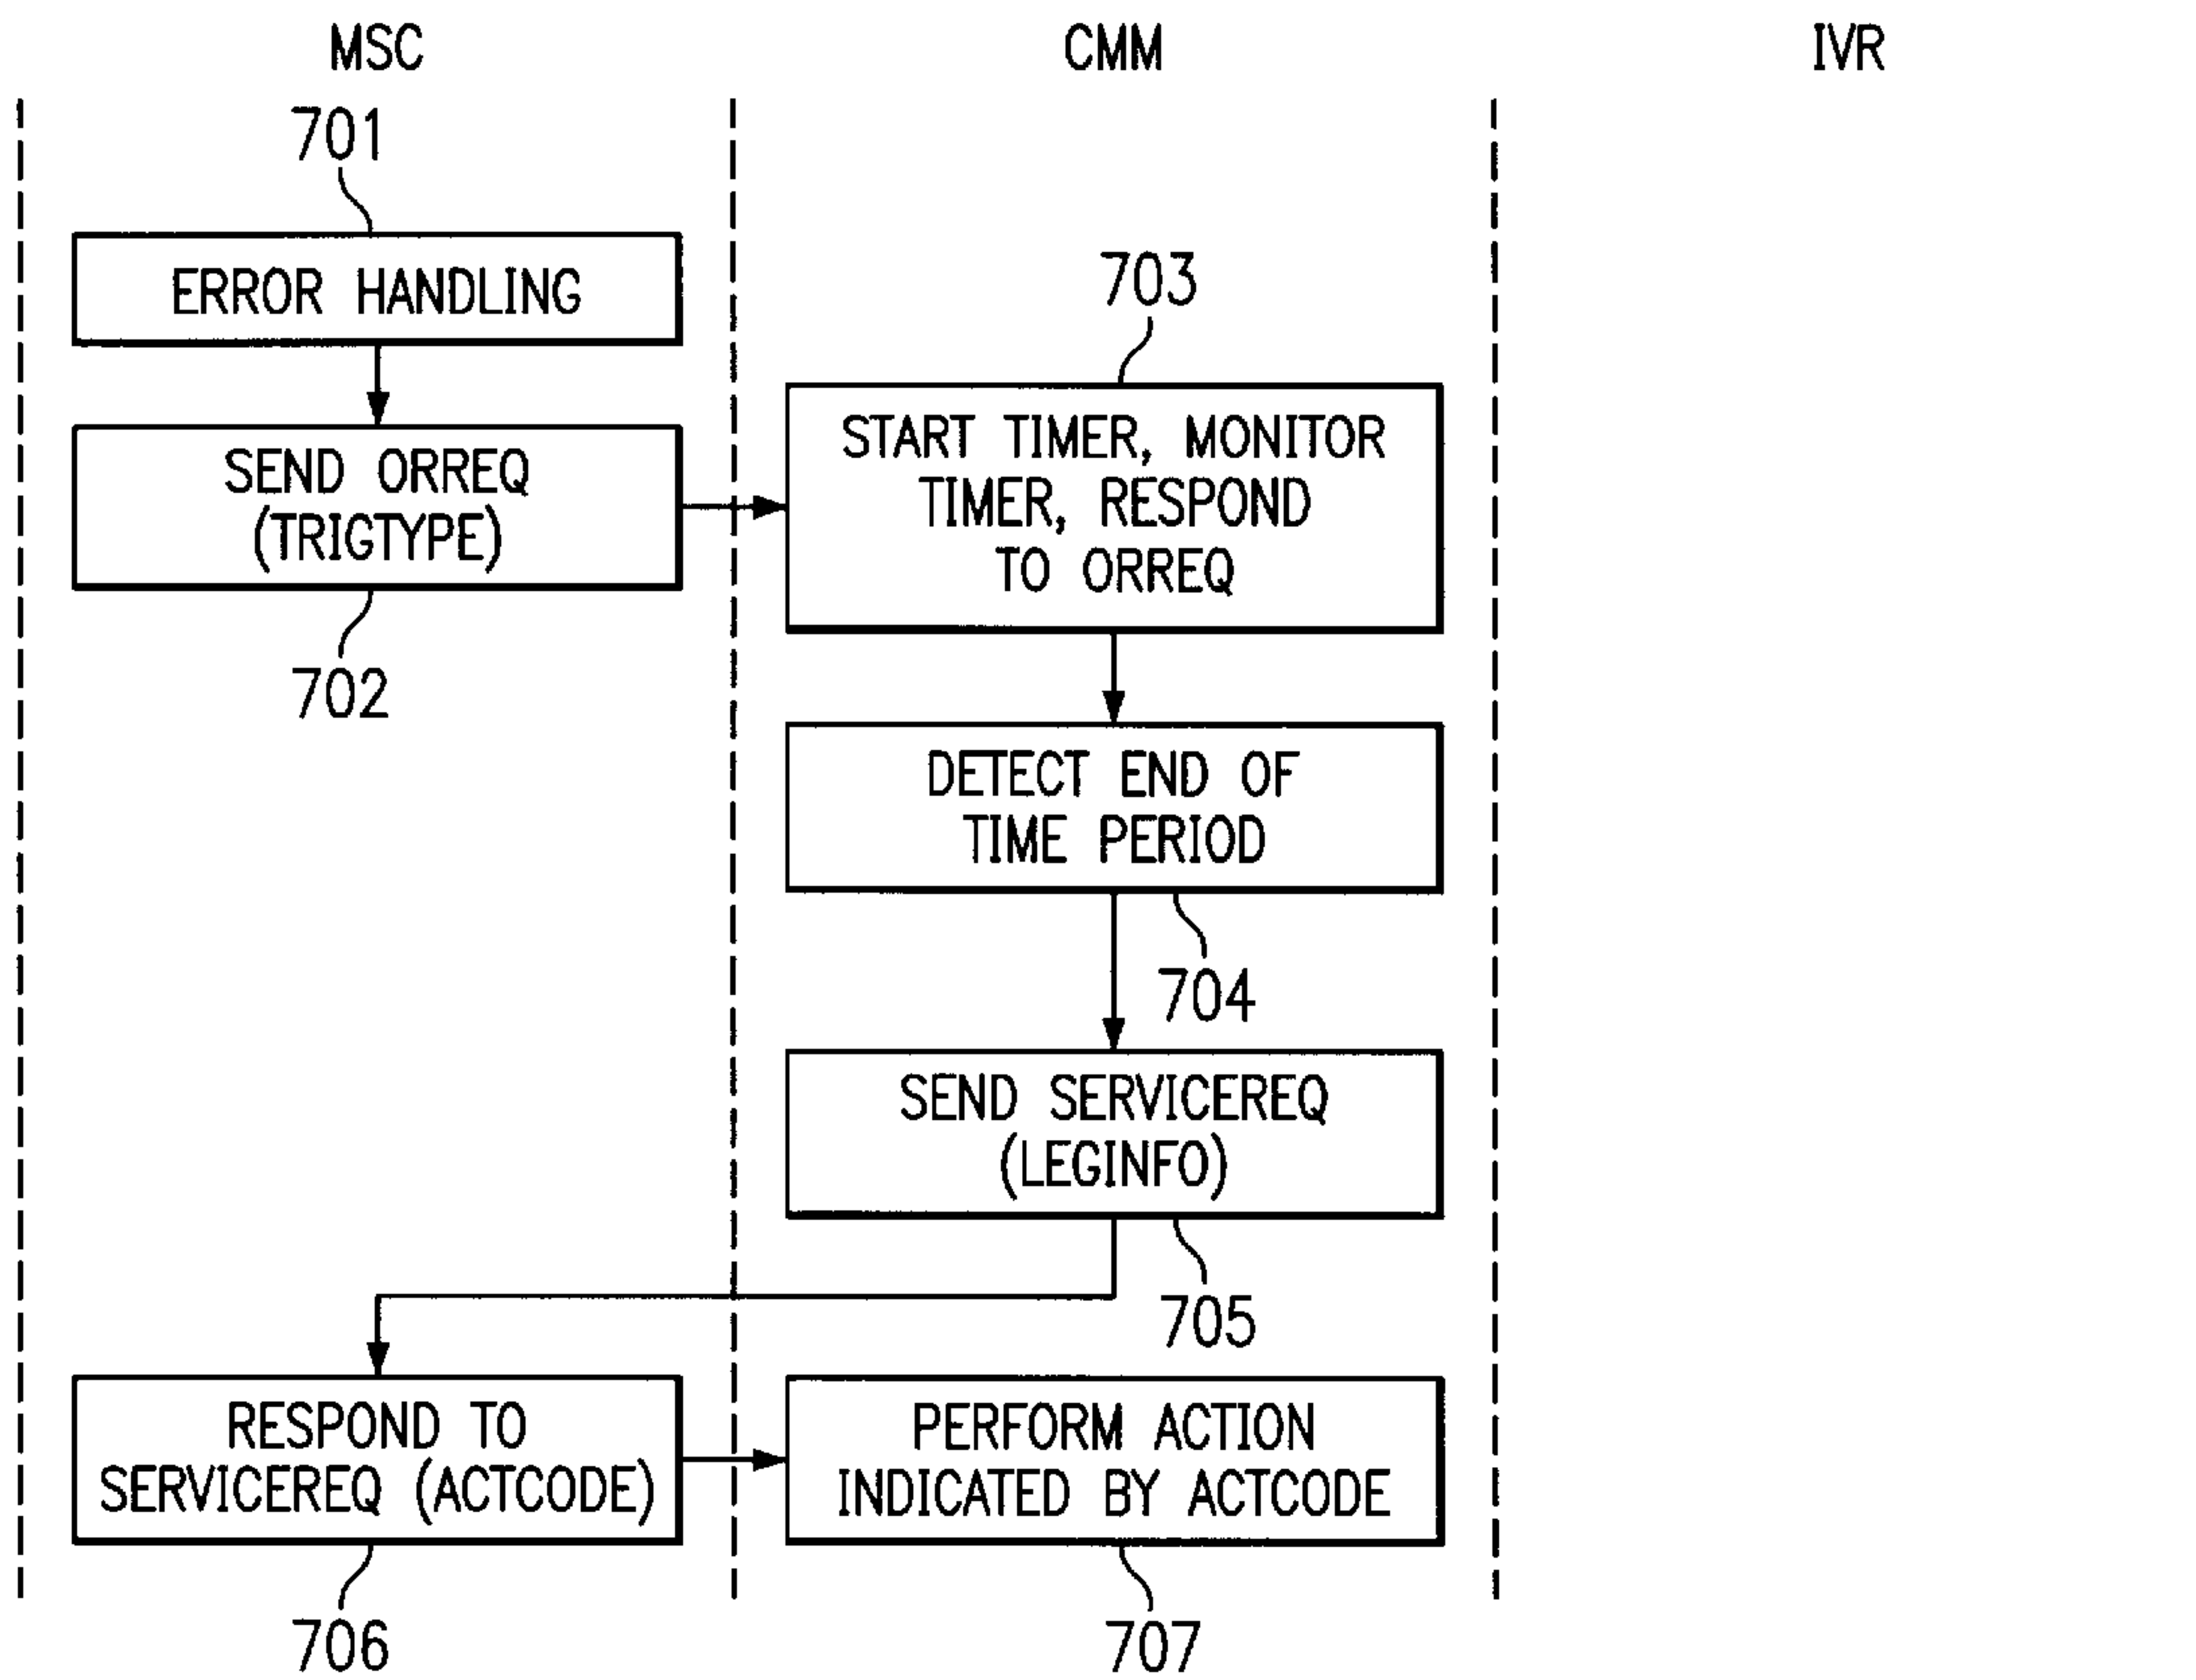 MSC
CMM
IVR
701
ERROR HANDLING
SEND ORREQ
(TRIGTYPE)
702
703
START TIMER, MONITOR
TIMER, RESPOND
TO ORREQ
DETECT END OF
TIME PERIOD
704
SEND SERVICEREQ
(LEGINFO)
705
RESPOND TO
SERVICEREQ (ACTCODE)
706
PERFORM ACTION
INDICATED BY ACTCODE
707